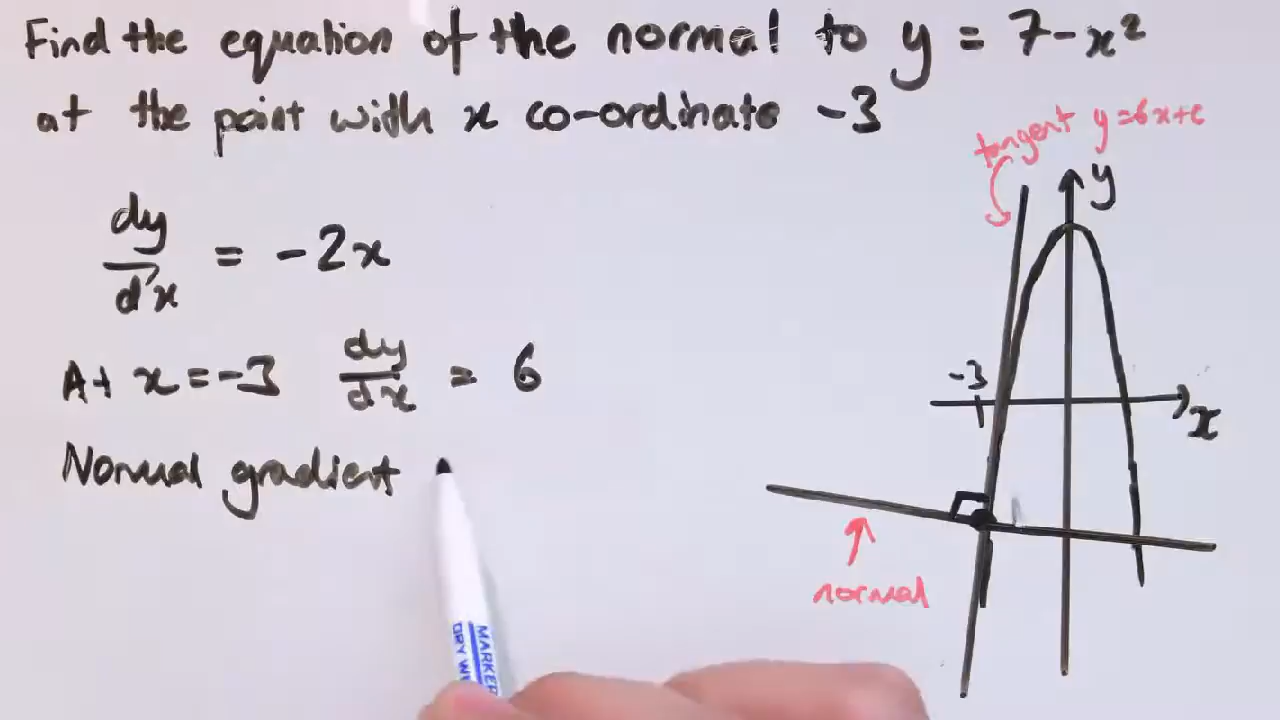 Find the equation of the normal to y = 7-x²
at the point with x co-ordinate -3
tangent y=6x+c
y
dy/dx = -2x
At x=-3 dy/dx = 6
-3
x
Normal gradient
normal
MARKER
DRY W